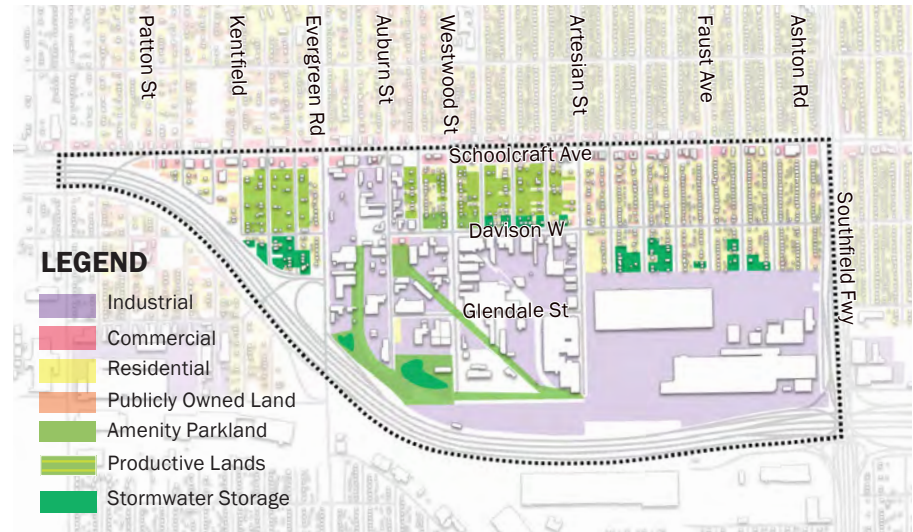 Patton St
Kentfield
Evergreen Rd
Auburn St
Westwood St
Artesian St
Faust Ave
Ashton Rd
Schoolcraft Ave
Davison W
Southfield Fwy
Glendale St
LEGEND
Industrial
Commercial
Residential
Publicly Owned Land
Amenity Parkland
Productive Lands
Stormwater Storage